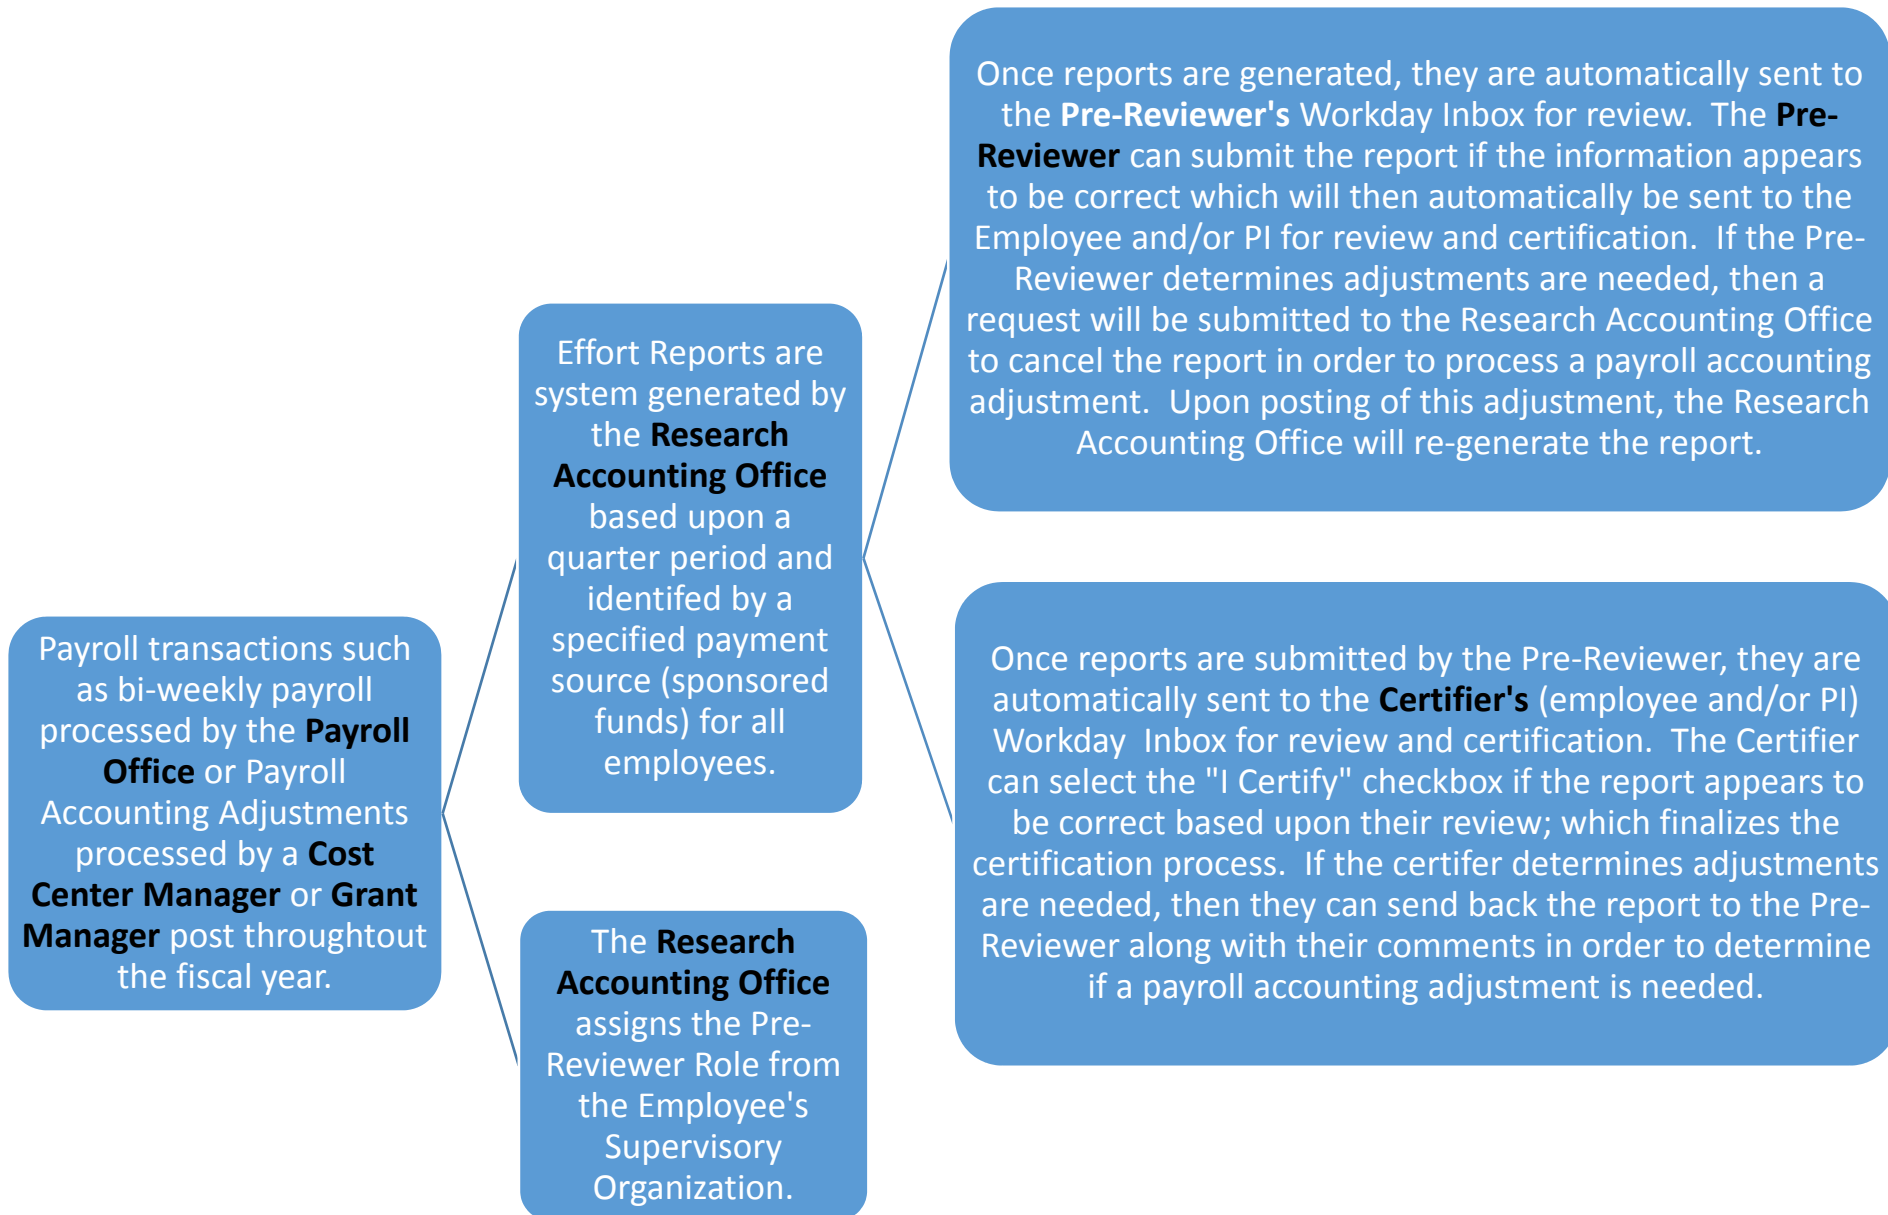 Payroll transactions such
as bi-weekly payroll
processed by the Payroll
Office or Payroll
Accounting Adjustments
processed by a Cost
Center Manager or Grant
Manager post throughtout
the fiscal year.
Effort Reports are
system generated by
the Research
Accounting Office
based upon a
quarter period and
identifed by a
specified payment
source (sponsored
funds) for all
employees.
The Research
Accounting Office
assigns the Pre-
Reviewer Role from
the Employee's
Supervisory
Organization.
Once reports are generated, they are automatically sent to
the Pre-Reviewer's Workday Inbox for review.  The Pre-
Reviewer can submit the report if the information appears
to be correct which will then automatically be sent to the
Employee and/or PI for review and certification.  If the Pre-
Reviewer determines adjustments are needed, then a
request will be submitted to the Research Accounting Office
to cancel the report in order to process a payroll accounting
adjustment.  Upon posting of this adjustment, the Research
Accounting Office will re-generate the report.
Once reports are submitted by the Pre-Reviewer, they are
automatically sent to the Certifier's (employee and/or PI)
Workday  Inbox for review and certification.  The Certifier
can select the "I Certify" checkbox if the report appears to
be correct based upon their review; which finalizes the
certification process.  If the certifer determines adjustments
are needed, then they can send back the report to the Pre-
Reviewer along with their comments in order to determine
if a payroll accounting adjustment is needed.